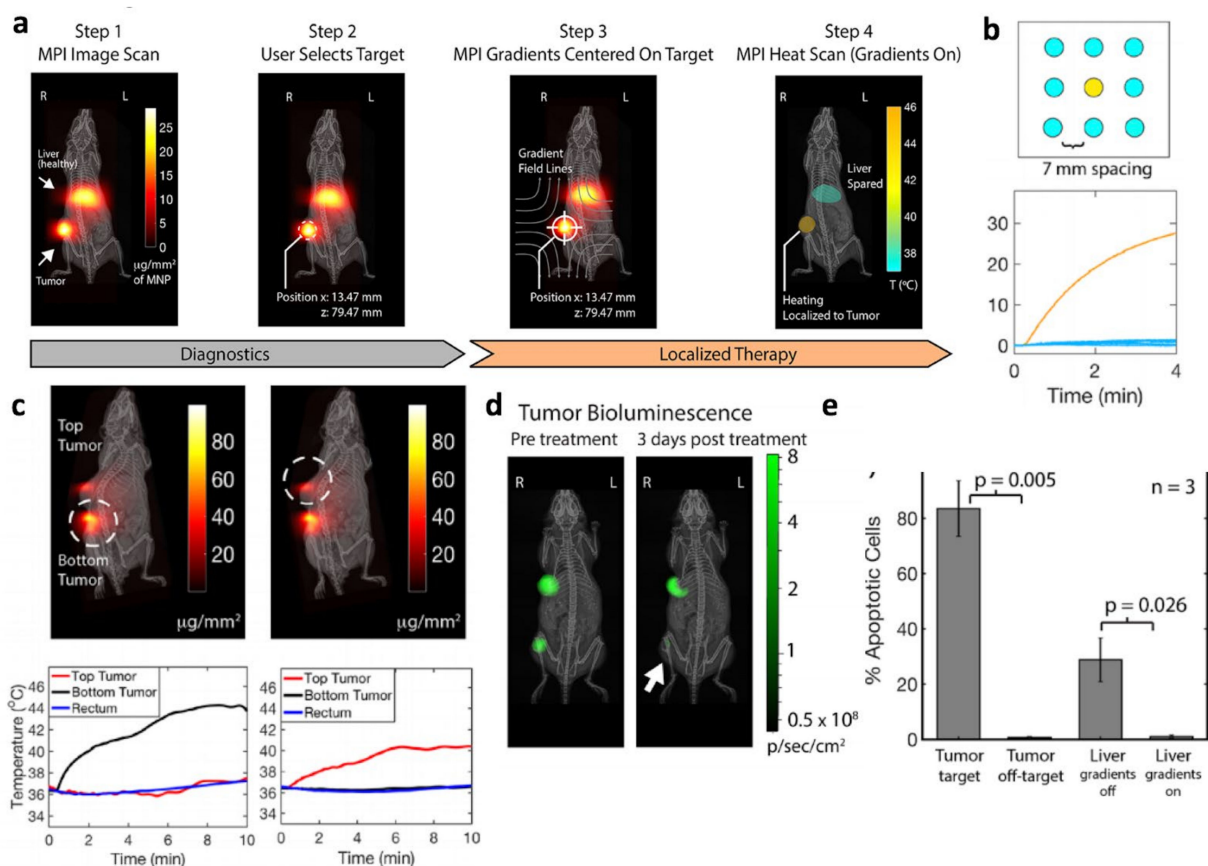 a
Step 1
MPI Image Scan
Step 2
User Selects Target
Step 3
MPI Gradients Centered On Target
Step 4
MPI Heat Scan (Gradients On)
R
L
Liver
(healthy)
Tumor
25
20
15
10
5
0
μg/mm²
of MNP
R
L
Position x: 13.47 mm
z: 79.47 mm
R
L
Gradient
Field Lines
Position x: 13.47 mm
z: 79.47 mm
R
L
Liver
Spared
Heating
Localized to Tumor
46
44
42
40
38
T (°C)
Diagnostics
Localized Therapy
b
7 mm spacing
30
20
10
0
0
2
4
Time (min)
c
Top
Tumor
Bottom
Tumor
80
60
40
20
μg/mm²
80
60
40
20
μg/mm²
Temperature (°C)
44
42
40
38
36
34
Top Tumor
Bottom Tumor
Rectum
0 2 4 6 8 10
Time (min)
44
42
40
38
36
34
Top Tumor
Bottom Tumor
Rectum
0 2 4 6 8 10
Time (min)
d
Tumor Bioluminescence
Pre treatment
3 days post treatment
R
L
R
L
8
4
2
1
0.5 x 10⁸
p/sec/cm²
e
% Apoptotic Cells
80
60
40
20
0
p = 0.005
n = 3
p = 0.026
Tumor
target
Tumor
off-target
Liver
gradients
off
Liver
gradients
on